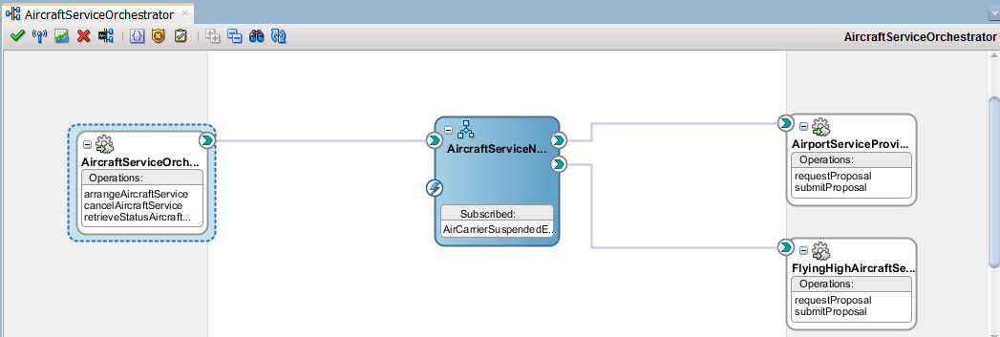 AircraftServiceOrchestrator
AircraftServiceOrchestrator
AircraftServiceOrch...
Operations:
arrangeAircraftService
cancelAircraftService
retrieveStatusAircraft...
AircraftServiceN...
Subscribed:
AirCarrierSuspendedE...
AirportServiceProvi...
Operations:
requestProposal
submitProposal
FlyingHighAircraftSe...
Operations:
requestProposal
submitProposal